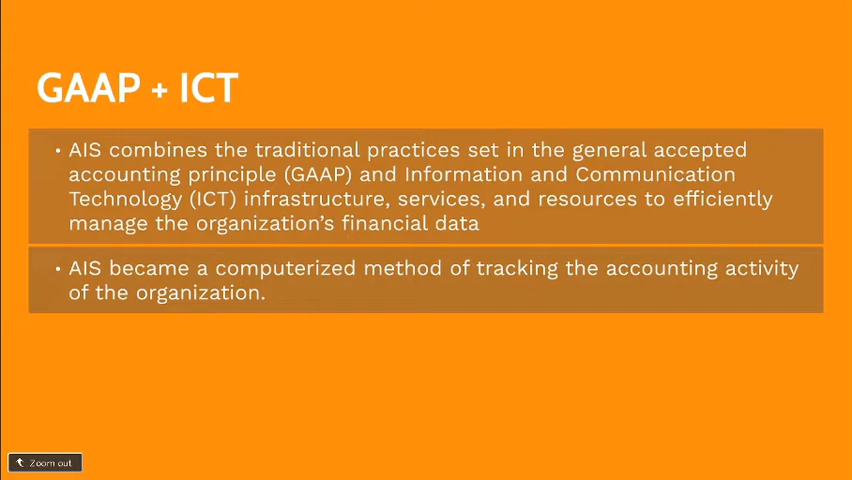 GAAP + ICT
• AIS combines the traditional practices set in the general accepted
accounting principle (GAAP) and Information and Communication
Technology (ICT) infrastructure, services, and resources to efficiently
manage the organization's financial data
• AIS became a computerized method of tracking the accounting activity
of the organization.
Zoom out